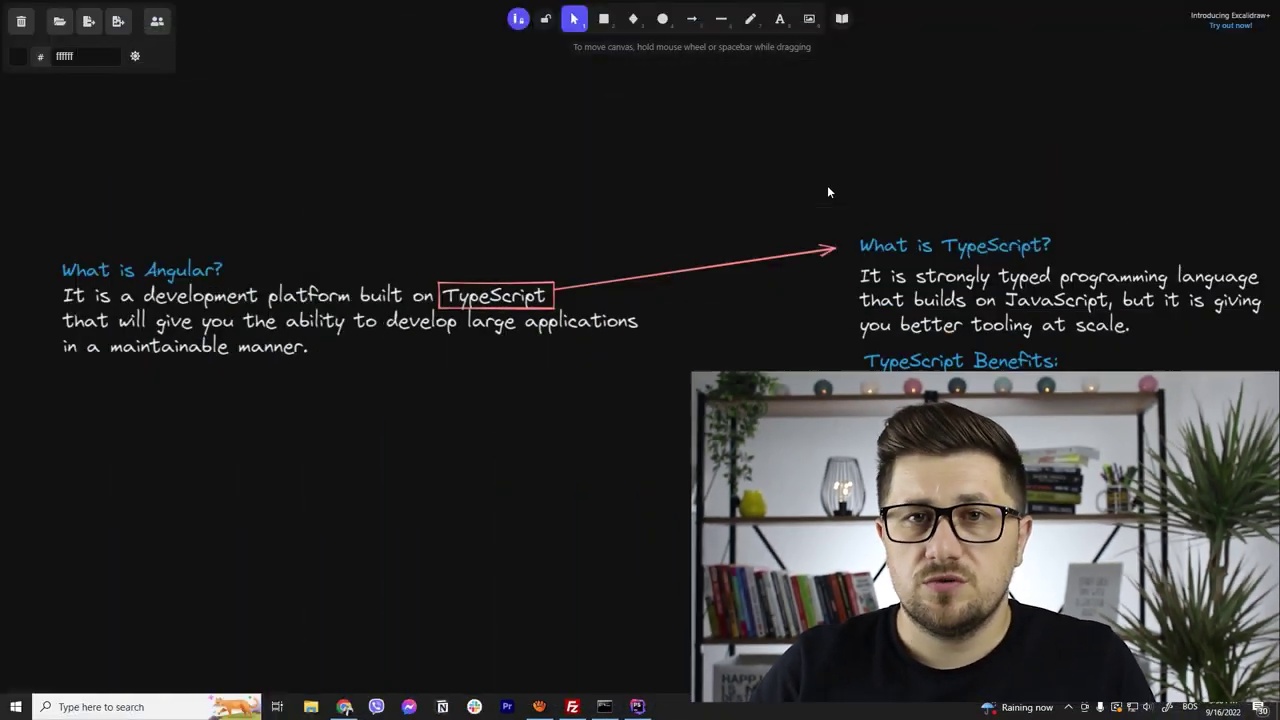 Introducing Excalidraw+
Try out now!
# ffffff
To move canvas, hold mouse wheel or spacebar while dragging
What is Angular?
It is a development platform built on TypeScript
that will give you the ability to develop large applications
in a maintainable manner.
What is TypeScript?
It is strongly typed programming language
that builds on JavaScript, but it is giving
you better tooling at scale.
TypeScript Benefits:
Type here to search
Raining now
BOS
9/16/2022
30